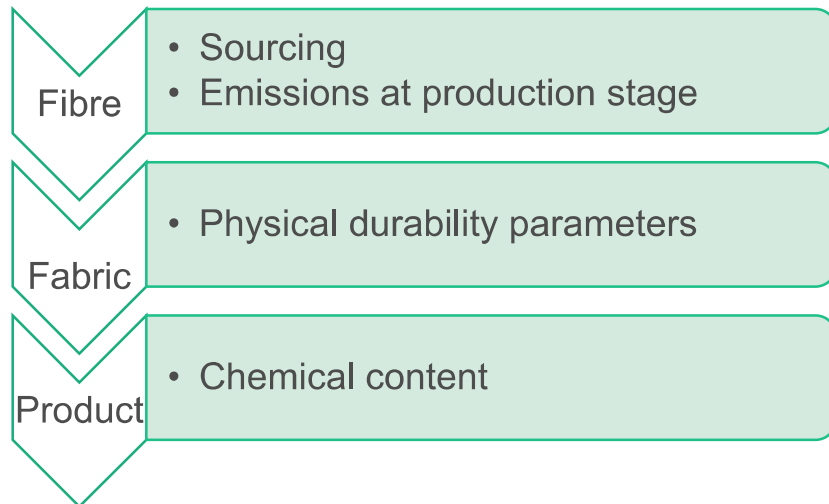 Fibre
• Sourcing
• Emissions at production stage
Fabric
• Physical durability parameters
Product
• Chemical content